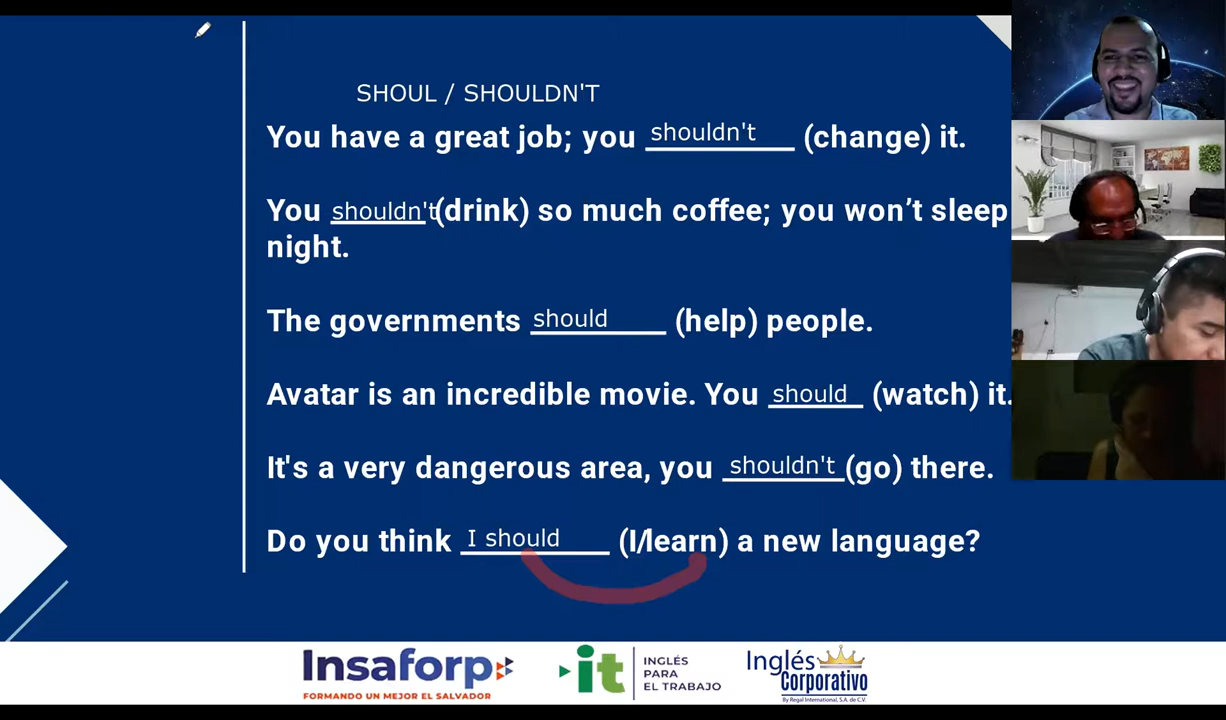 SHOUL / SHOULDN'T
You have a great job; you shouldn't (change) it.
You shouldn't (drink) so much coffee; you won’t sleep
night.
The governments should (help) people.
Avatar is an incredible movie. You should (watch) it.
It's a very dangerous area, you shouldn't (go) there.
Do you think I should (I/learn) a new language?
Insaforp
FORMANDO UN MEJOR EL SALVADOR
it
INGLÉS
PARA
EL TRABAJO
Inglés
Corporativo
By Regal International, S.A. de C.V.